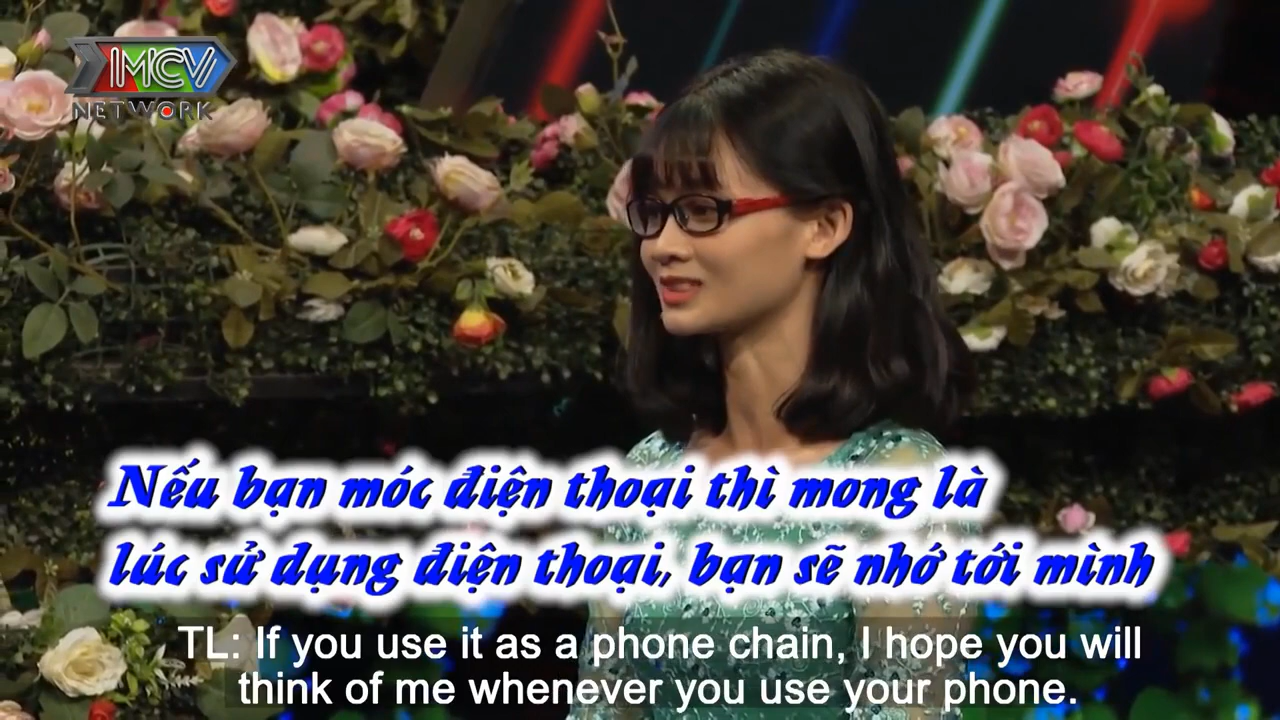 MCV
NETWORK
Nếu bạn móc điện thoại thì mong là
lúc sử dụng điện thoại, bạn sẽ nhớ tới mình
TL: If you use it as a phone chain, I hope you will
think of me whenever you use your phone.